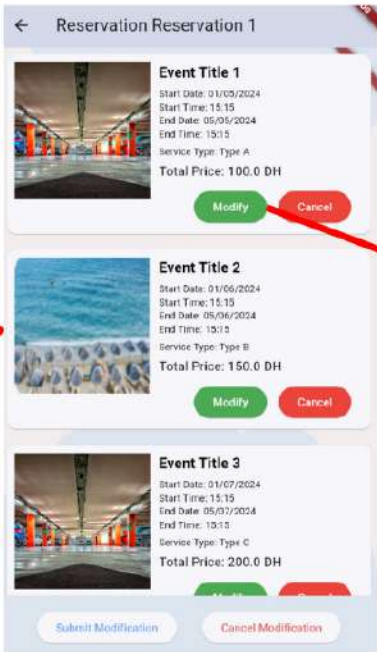 Reservation Reservation 1
Event Title 1
Start Date: 01/05/2024
Start Time: 15:15
End Date: 05/05/2024
End Time: 15:15
Service Type: Type A
Total Price: 100.0 DH
Modify Cancel
Event Title 2
Start Date: 01/06/2024
Start Time: 15:15
End Date: 05/06/2024
End Time: 15:15
Service Type: Type B
Total Price: 150.0 DH
Modify Cancel
Event Title 3
Start Date: 01/07/2024
Start Time: 15:15
End Date: 05/07/2024
End Time: 15:15
Service Type: Type C
Total Price: 200.0 DH
Submit Modification Cancel Modification